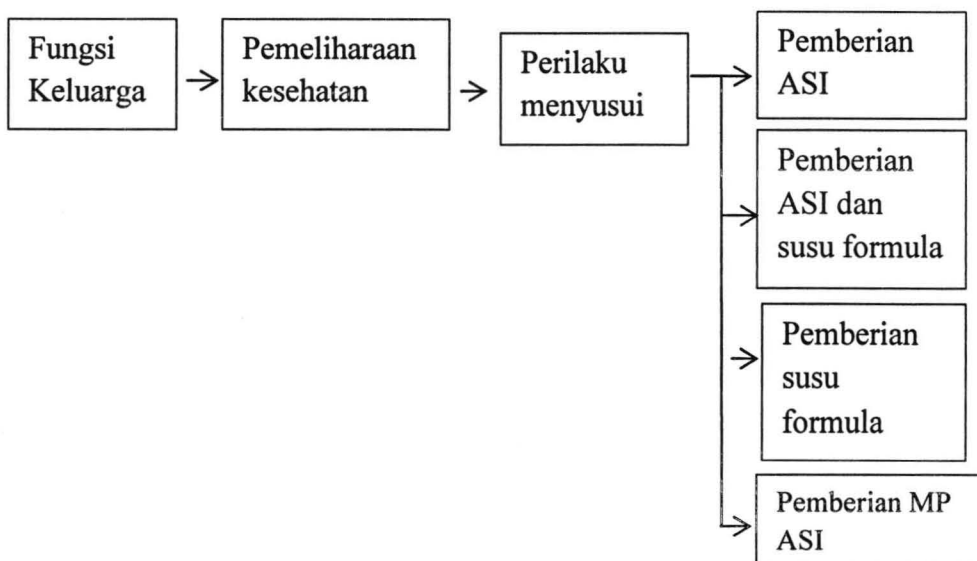 Fungsi
Keluarga
Pemeliharaan
kesehatan
Perilaku
menyusui
Pemberian
ASI
Pemberian
ASI dan
susu formula
Pemberian
susu
formula
Pemberian MP
ASI